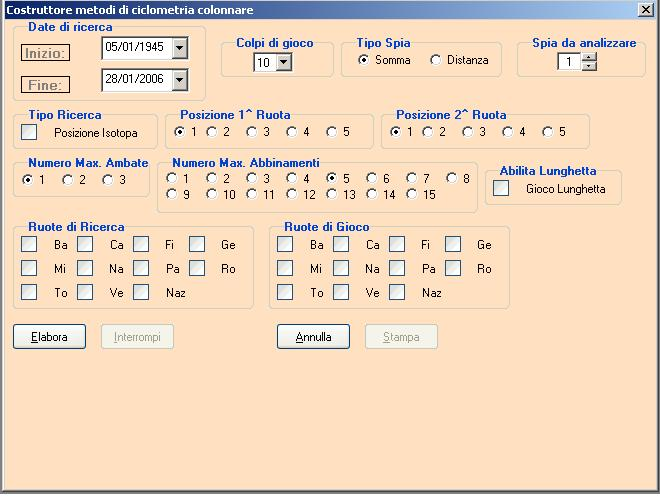 Costruttore metodi di ciclometria colonnare
Date di ricerca
Inizio: 05/01/1945
Fine: 28/01/2006
Colpi di gioco
10
Tipo Spia
Somma Distanza
Spia da analizzare
1
Tipo Ricerca
Posizione Isotopa
Posizione 1^ Ruota
1 2 3 4 5
Posizione 2^ Ruota
1 2 3 4 5
Numero Max. Ambate
1 2 3
Numero Max. Abbinamenti
1 2 3 4 5 6 7 8
9 10 11 12 13 14 15
Abilita Lunghetta
Gioco Lunghetta
Ruote di Ricerca
Ba Ca Fi Ge
Mi Na Pa Ro
To Ve Naz
Ruote di Gioco
Ba Ca Fi Ge
Mi Na Pa Ro
To Ve Naz
Elabora Interrompi Annulla Stampa